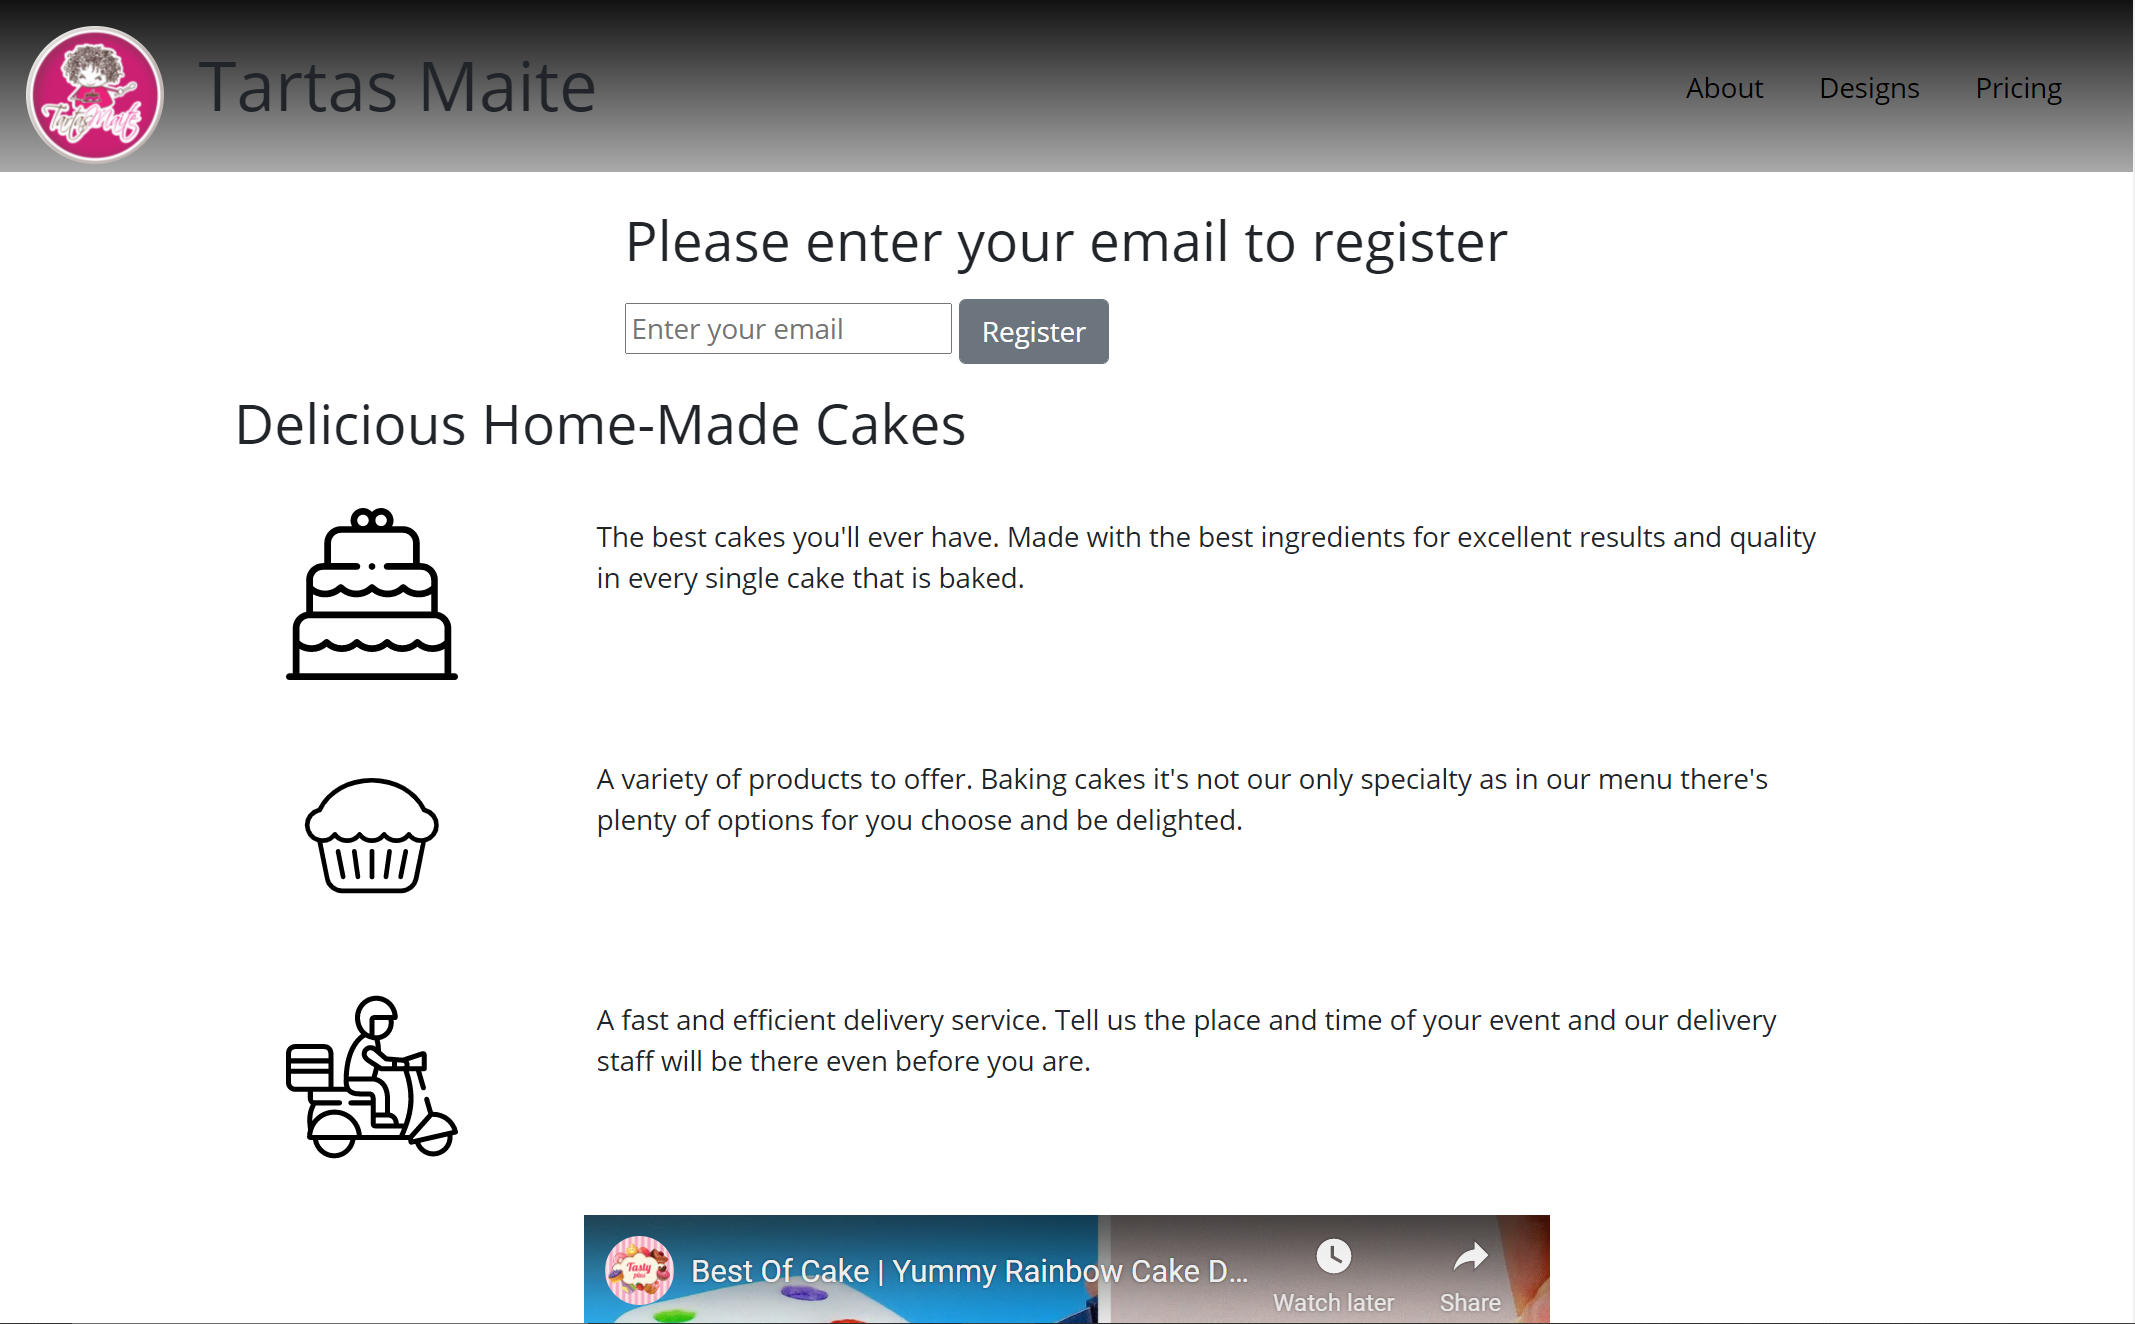 TartasMaite
Tartas Maite
About Designs Pricing
Please enter your email to register
Enter your email
Register
Delicious Home-Made Cakes
The best cakes you'll ever have. Made with the best ingredients for excellent results and quality
in every single cake that is baked.
A variety of products to offer. Baking cakes it's not our only specialty as in our menu there's
plenty of options for you choose and be delighted.
A fast and efficient delivery service. Tell us the place and time of your event and our delivery
staff will be there even before you are.
Tasty
plus
Best Of Cake | Yummy Rainbow Cake D...
Watch later
Share